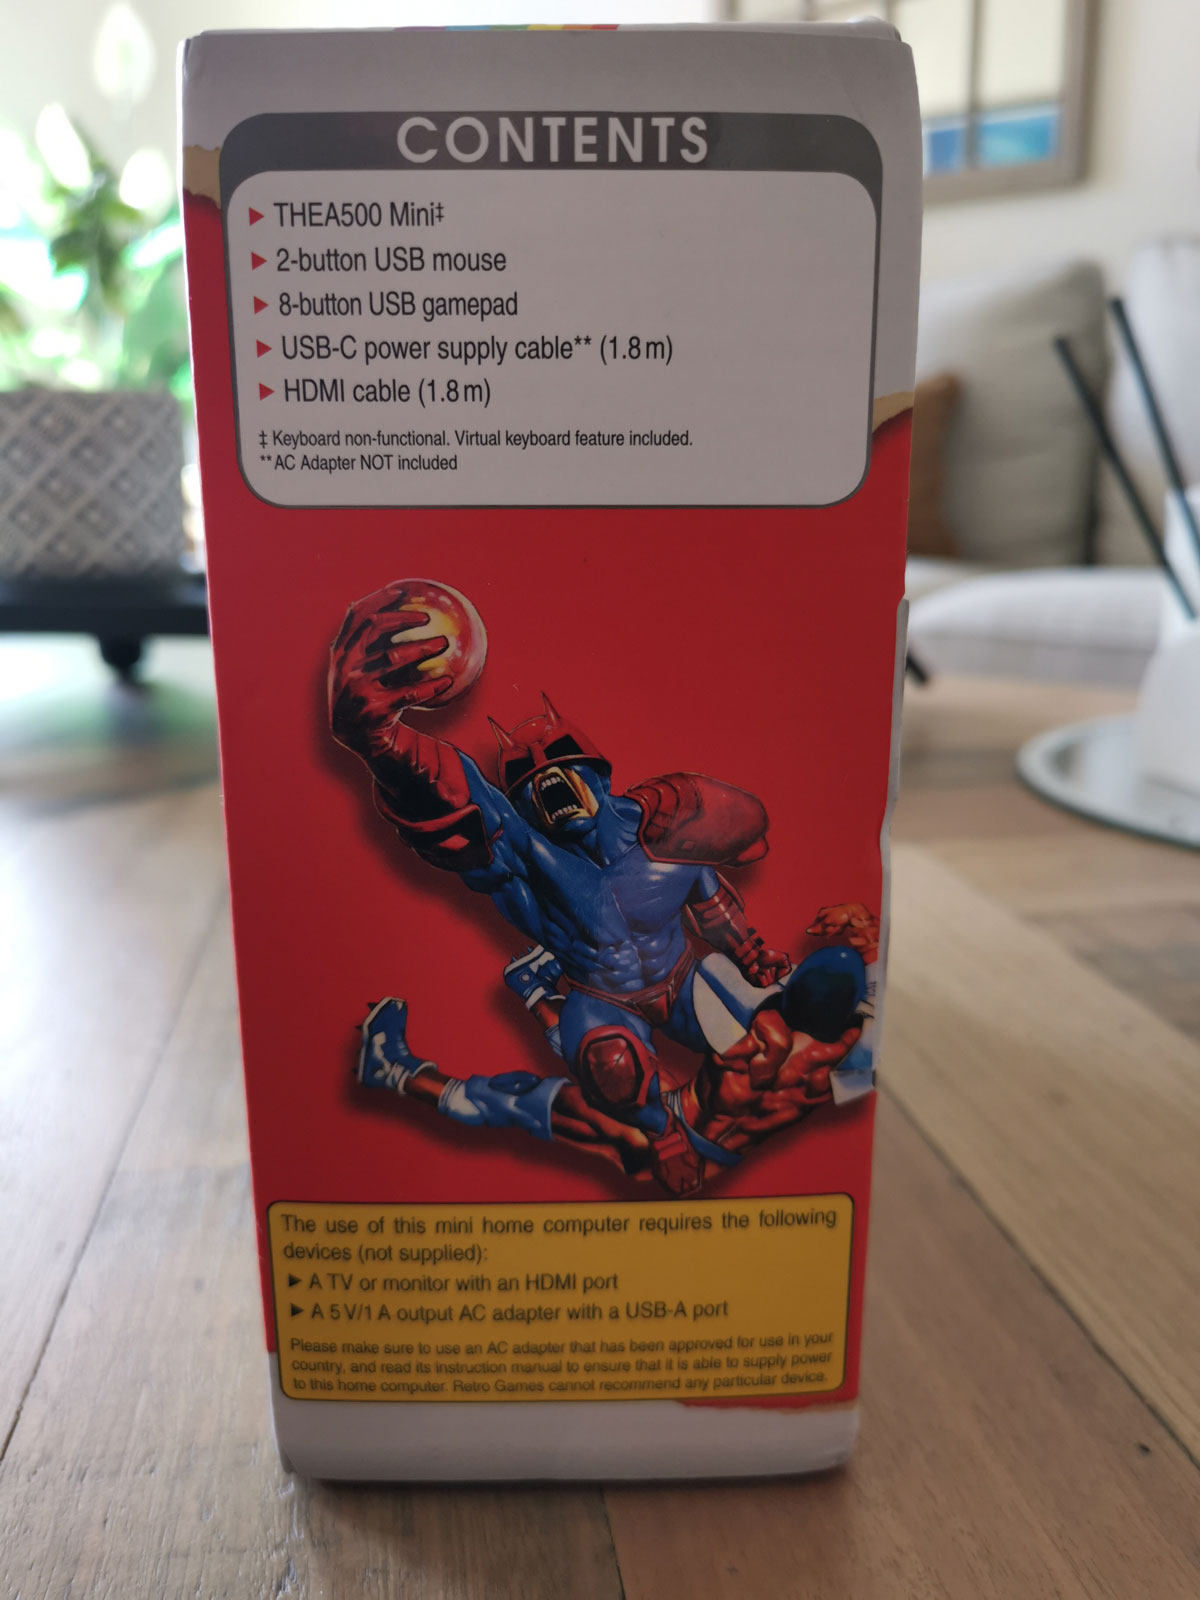 CONTENTS
► THEA500 Mini‡
► 2-button USB mouse
► 8-button USB gamepad
► USB-C power supply cable** (1.8m)
► HDMI cable (1.8m)
‡ Keyboard non-functional. Virtual keyboard feature included.
** AC Adapter NOT included
The use of this mini home computer requires the following
devices (not supplied):
► A TV or monitor with an HDMI port
► A 5V/1A output AC adapter with a USB-A port
Please make sure to use an AC adapter that has been approved for use in your
country, and read its instruction manual to ensure that it is able to supply power
to this home computer. Retro Games cannot recommend any particular device.